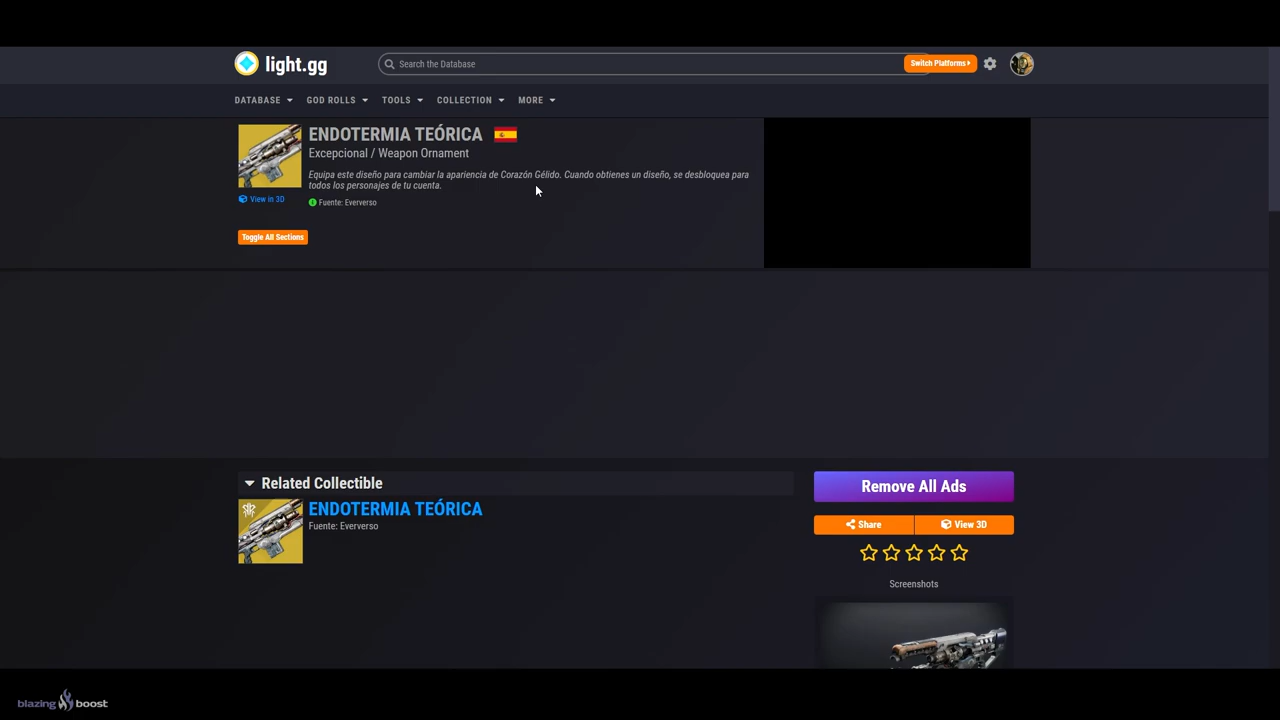 light.gg
Search the Database
Switch Platforms
DATABASE
GOD ROLLS
TOOLS
COLLECTION
MORE
ENDOTERMIA TEÓRICA
Excepcional / Weapon Ornament
Equipa este diseño para cambiar la apariencia de Corazón Gélido. Cuando obtienes un diseño, se desbloquea para
todos los personajes de tu cuenta.
View in 3D
Fuente: Eververso
Toggle All Sections
Related Collectible
ENDOTERMIA TEÓRICA
Fuente: Eververso
Remove All Ads
Share
View 3D
Screenshots
blazing boost